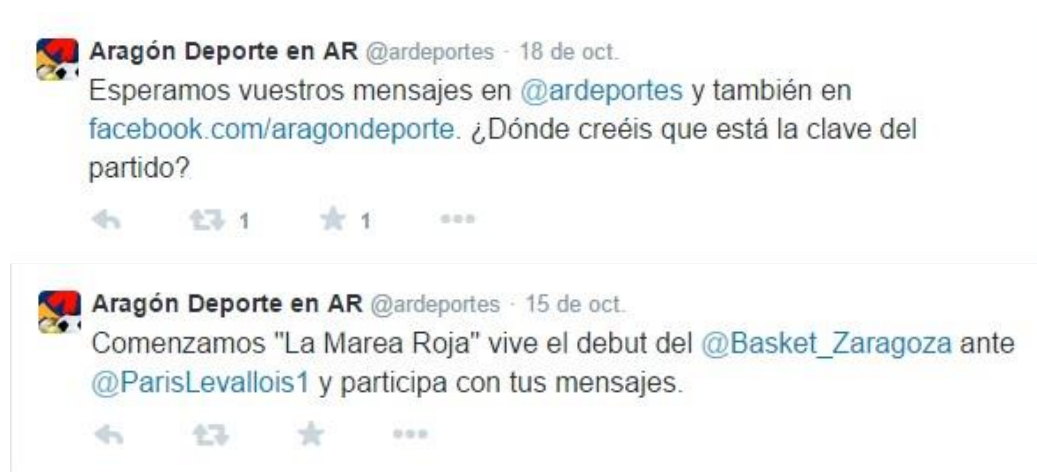 Aragón Deporte en AR @ardeportes · 18 de oct.
Esperamos vuestros mensajes en @ardeportes y también en
facebook.com/aragondeporte. ¿Dónde creéis que está la clave del
partido?
1 1
Aragón Deporte en AR @ardeportes · 15 de oct.
Comenzamos "La Marea Roja" vive el debut del @Basket_Zaragoza ante
@ParisLevallois1 y participa con tus mensajes.